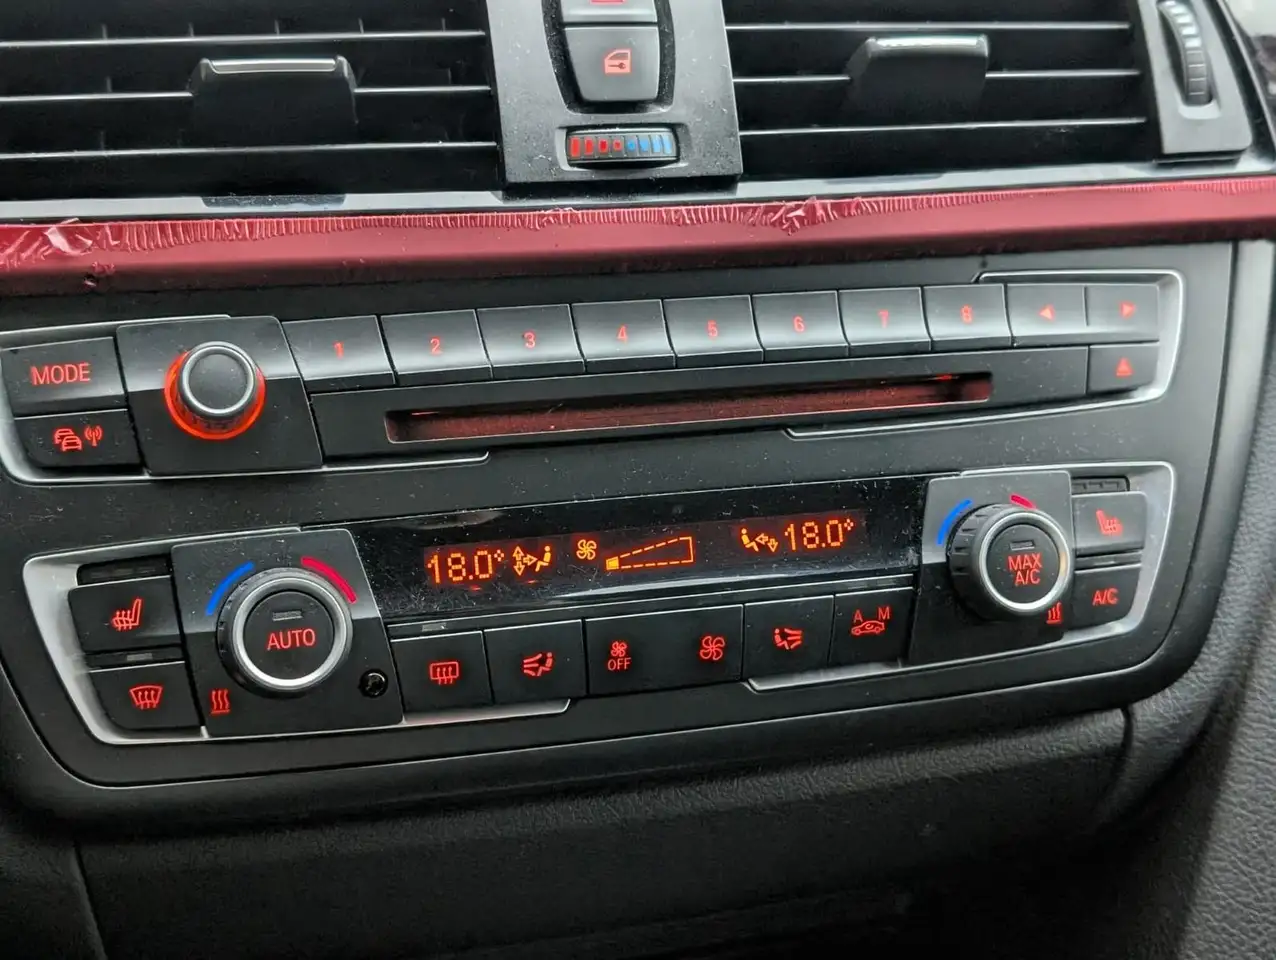 1 2 3 4 5 6 7 8
MODE
18.0° 18.0°
MAX
A/C
A/C
AUTO
OFF
A M